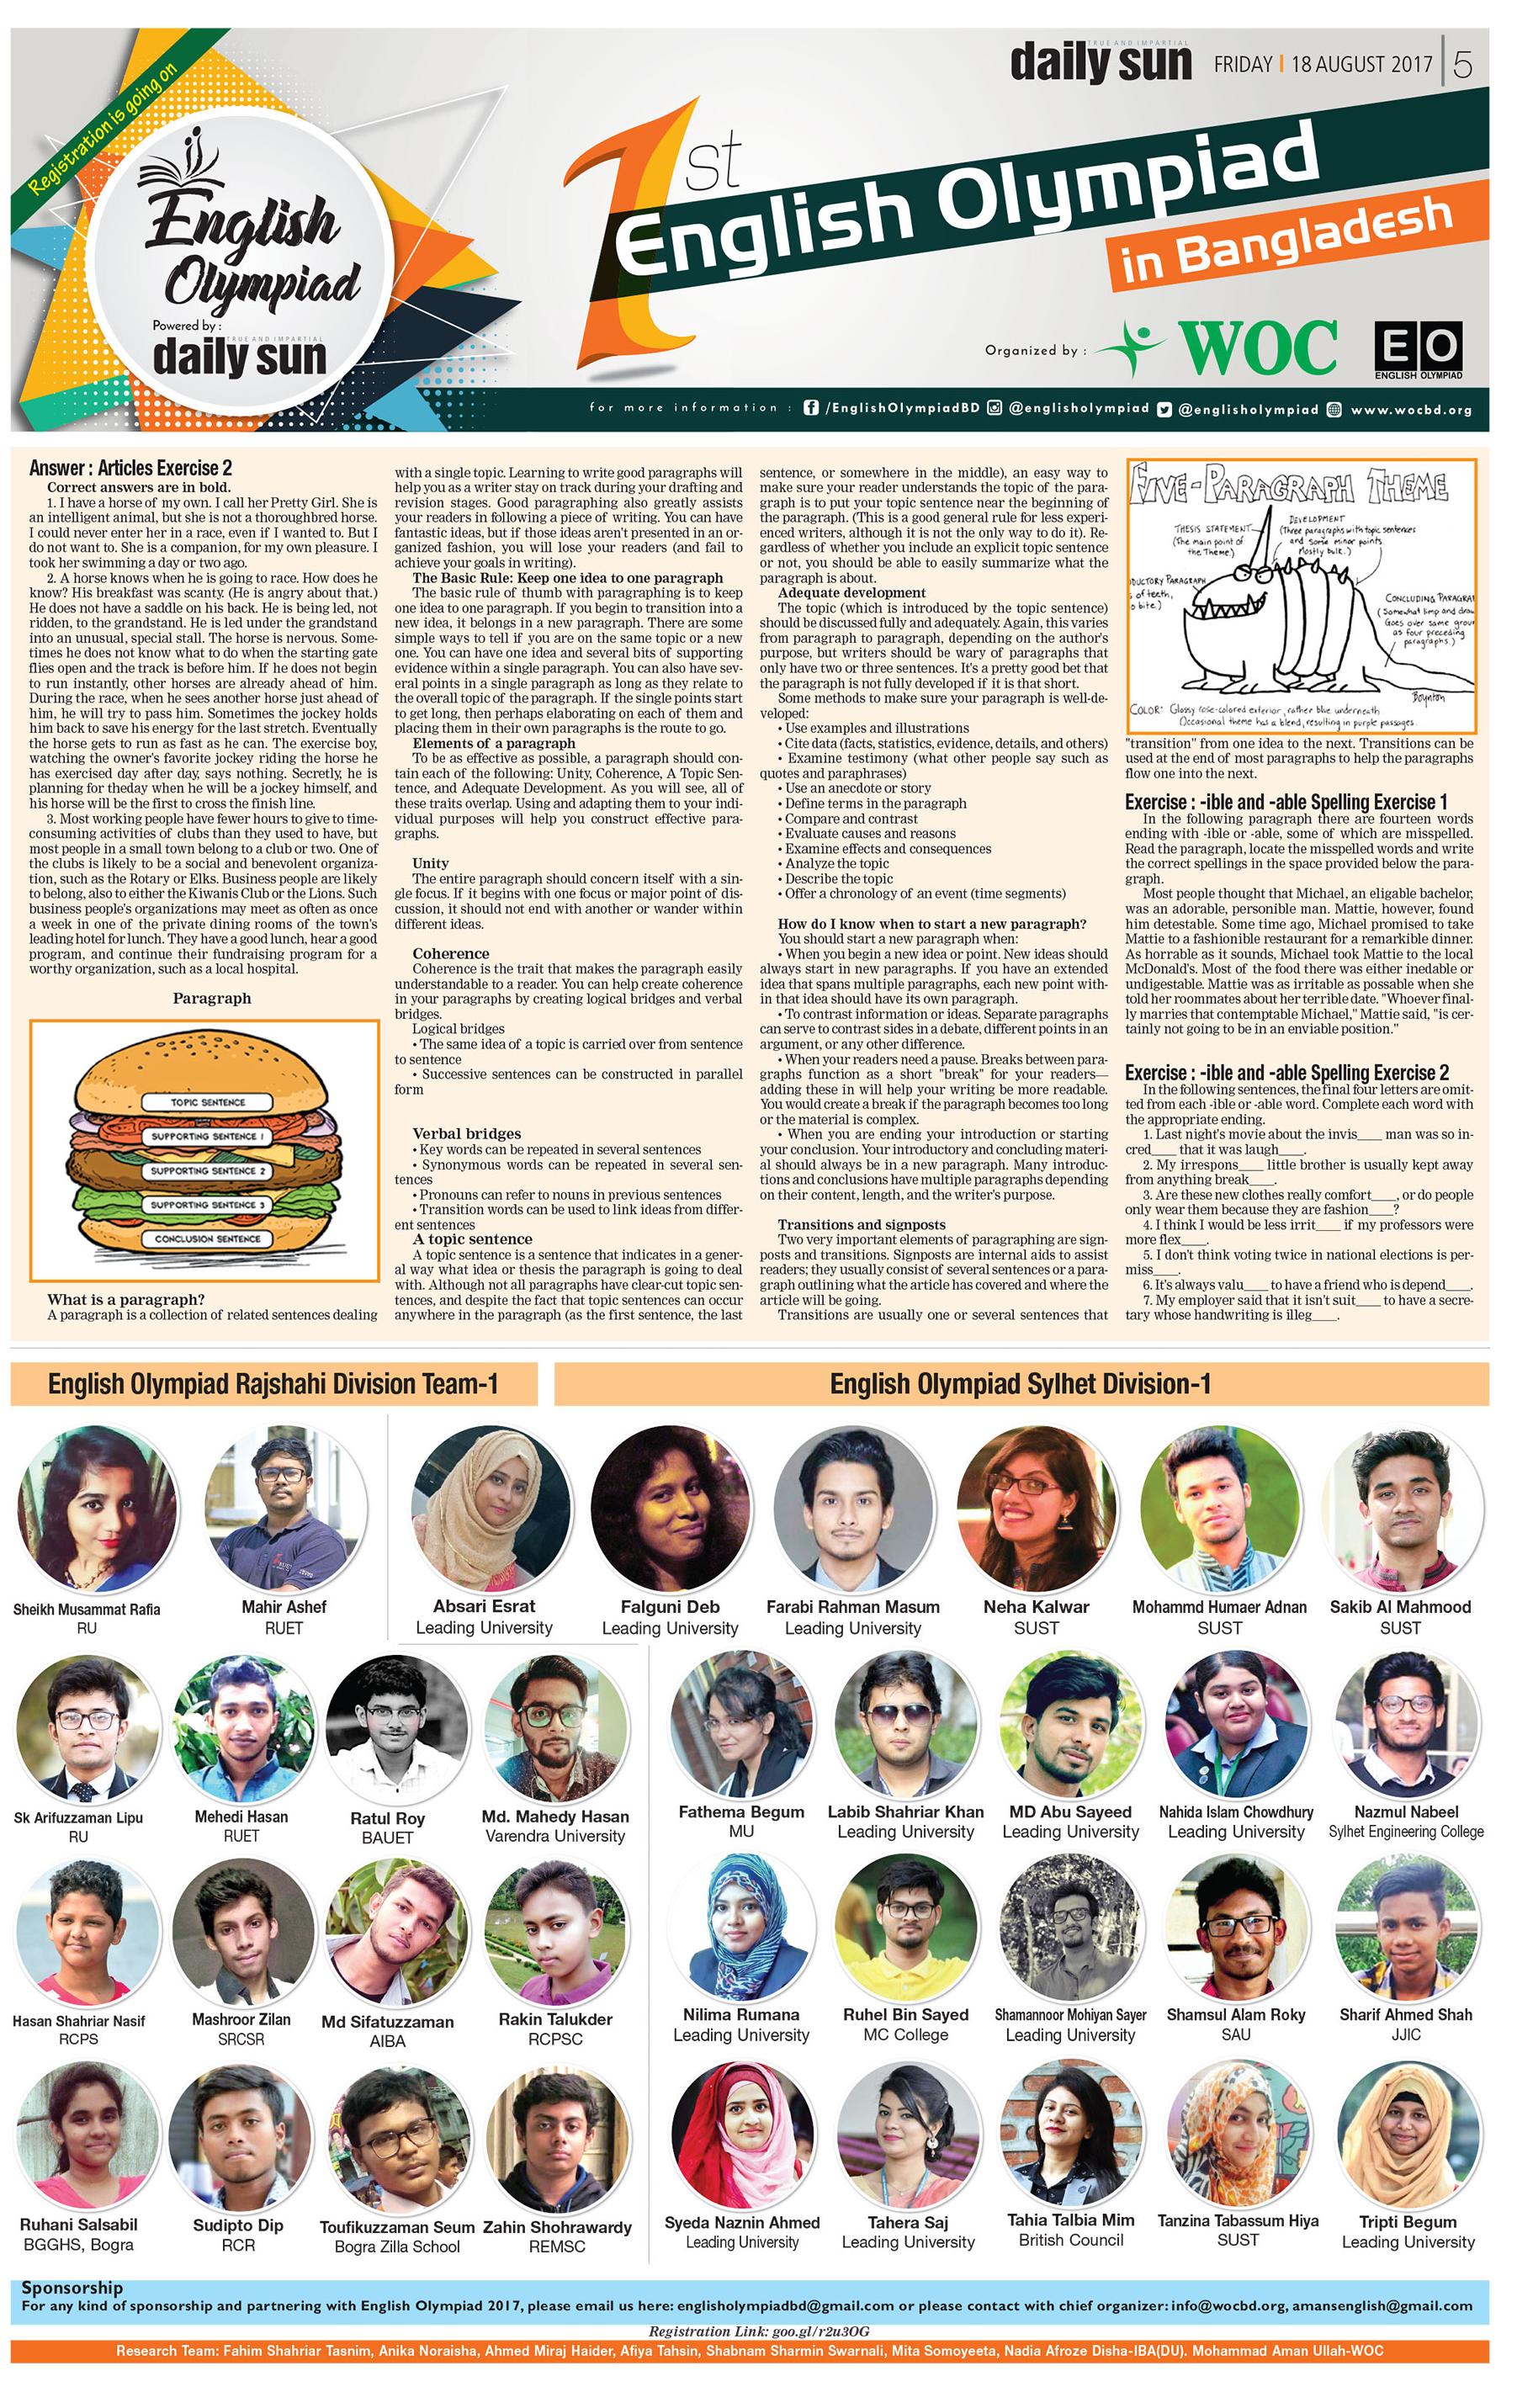 Registration is going on
English
Olympiad
Powered by :
TRUE AND IMPARTIAL
daily sun
TRUE AND IMPARTIAL
daily sun
FRIDAY | 18 AUGUST 2017 | 5
1st
English Olympiad
in Bangladesh
Organized by :
WOC
EO
ENGLISH OLYMPIAD
for more information : /EnglishOlympiadBD @englisholympiad @englisholympiad www.wocbd.org
Answer : Articles Exercise 2
Correct answers are in bold.
1. I have a horse of my own. I call her Pretty Girl. She is
an intelligent animal, but she is not a thoroughbred horse.
I could never enter her in a race, even if I wanted to. But I
do not want to. She is a companion, for my own pleasure. I
took her swimming a day or two ago.
2. A horse knows when he is going to race. How does he
know? His breakfast was scanty. (He is angry about that.)
He does not have a saddle on his back. He is being led, not
ridden, to the grandstand. He is led under the grandstand
into an unusual, special stall. The horse is nervous. Some-
times he does not know what to do when the starting gate
flies open and the track is before him. If he does not begin
to run instantly, other horses are already ahead of him.
During the race, when he sees another horse just ahead of
him, he will try to pass him. Sometimes the jockey holds
him back to save his energy for the last stretch. Eventually
the horse gets to run as fast as he can. The exercise boy,
watching the owner's favorite jockey riding the horse he
has exercised day after day, says nothing. Secretly, he is
planning for theday when he will be a jockey himself, and
his horse will be the first to cross the finish line.
3. Most working people have fewer hours to give to time-
consuming activities of clubs than they used to have, but
most people in a small town belong to a club or two. One of
the clubs is likely to be a social and benevolent organiza-
tion, such as the Rotary or Elks. Business people are likely
to belong, also to either the Kiwanis Club or the Lions. Such
business people's organizations may meet as often as once
a week in one of the private dining rooms of the town's
leading hotel for lunch. They have a good lunch, hear a good
program, and continue their fundraising program for a
worthy organization, such as a local hospital.
Paragraph
TOPIC SENTENCE
SUPPORTING SENTENCE 1
SUPPORTING SENTENCE 2
SUPPORTING SENTENCE 3
CONCLUSION SENTENCE
What is a paragraph?
A paragraph is a collection of related sentences dealing
with a single topic. Learning to write good paragraphs will
help you as a writer stay on track during your drafting and
revision stages. Good paragraphing also greatly assists
your readers in following a piece of writing. You can have
fantastic ideas, but if those ideas aren't presented in an or-
ganized fashion, you will lose your readers (and fail to
achieve your goals in writing).
The Basic Rule: Keep one idea to one paragraph
The basic rule of thumb with paragraphing is to keep
one idea to one paragraph. If you begin to transition into a
new idea, it belongs in a new paragraph. There are some
simple ways to tell if you are on the same topic or a new
one. You can have one idea and several bits of supporting
evidence within a single paragraph. You can also have sev-
eral points in a single paragraph as long as they relate to
the overall topic of the paragraph. If the single points start
to get long, then perhaps elaborating on each of them and
placing them in their own paragraphs is the route to go.
Elements of a paragraph
To be as effective as possible, a paragraph should con-
tain each of the following: Unity, Coherence, A Topic Sen-
tence, and Adequate Development. As you will see, all of
these traits overlap. Using and adapting them to your indi-
vidual purposes will help you construct effective para-
graphs.
Unity
The entire paragraph should concern itself with a sin-
gle focus. If it begins with one focus or major point of dis-
cussion, it should not end with another or wander within
different ideas.
Coherence
Coherence is the trait that makes the paragraph easily
understandable to a reader. You can help create coherence
in your paragraphs by creating logical bridges and verbal
bridges.
Logical bridges
• The same idea of a topic is carried over from sentence
to sentence
• Successive sentences can be constructed in parallel
form
Verbal bridges
• Key words can be repeated in several sentences
• Synonymous words can be repeated in several sen-
tences
• Pronouns can refer to nouns in previous sentences
• Transition words can be used to link ideas from differ-
ent sentences
A topic sentence
A topic sentence is a sentence that indicates in a gener-
al way what idea or thesis the paragraph is going to deal
with. Although not all paragraphs have clear-cut topic sen-
tences, and despite the fact that topic sentences can occur
anywhere in the paragraph (as the first sentence, the last
sentence, or somewhere in the middle), an easy way to
make sure your reader understands the topic of the para-
graph is to put your topic sentence near the beginning of
the paragraph. (This is a good general rule for less experi-
enced writers, although it is not the only way to do it). Re-
gardless of whether you include an explicit topic sentence
or not, you should be able to easily summarize what the
paragraph is about.
Adequate development
The topic (which is introduced by the topic sentence)
should be discussed fully and adequately. Again, this varies
from paragraph to paragraph, depending on the author's
purpose, but writers should be wary of paragraphs that
only have two or three sentences. It's a pretty good bet that
the paragraph is not fully developed if it is that short.
Some methods to make sure your paragraph is well-de-
veloped:
• Use examples and illustrations
• Cite data (facts, statistics, evidence, details, and others)
• Examine testimony (what other people say such as
quotes and paraphrases)
• Use an anecdote or story
• Define terms in the paragraph
• Compare and contrast
• Evaluate causes and reasons
• Examine effects and consequences
• Analyze the topic
• Describe the topic
• Offer a chronology of an event (time segments)
How do I know when to start a new paragraph?
You should start a new paragraph when:
• When you begin a new idea or point. New ideas should
always start in new paragraphs. If you have an extended
idea that spans multiple paragraphs, each new point with-
in that idea should have its own paragraph.
• To contrast information or ideas. Separate paragraphs
can serve to contrast sides in a debate, different points in an
argument, or any other difference.
• When your readers need a pause. Breaks between para-
graphs function as a short "break" for your readers—
adding these in will help your writing be more readable.
You would create a break if the paragraph becomes too long
or the material is complex.
• When you are ending your introduction or starting
your conclusion. Your introductory and concluding materi-
al should always be in a new paragraph. Many introduc-
tions and conclusions have multiple paragraphs depending
on their content, length, and the writer's purpose.
Transitions and signposts
Two very important elements of paragraphing are sign-
posts and transitions. Signposts are internal aids to assist
readers; they usually consist of several sentences or a para-
graph outlining what the article has covered and where the
article will be going.
Transitions are usually one or several sentences that
FIVE-PARAGRAPH THEME
THESIS STATEMENT
(The main point of
the Theme.)
DEVELOPMENT
(Three paragraphs with topic sentences
and some minor points
Mostly bulk.)
DUCTORY PARAGRAPH
s of teeth,
o bite.)
CONCLUDING PARAGRA
(Somewhat limp and drau
Goes over same grou
as four preceding
paragraphs.)
Boynton
COLOR: Glossy rose-colored exterior, rather blue underneath
Occasional theme has a blend, resulting in purple passages.
"transition" from one idea to the next. Transitions can be
used at the end of most paragraphs to help the paragraphs
flow one into the next.
Exercise : -ible and -able Spelling Exercise 1
In the following paragraph there are fourteen words
ending with -ible or -able, some of which are misspelled.
Read the paragraph, locate the misspelled words and write
the correct spellings in the space provided below the para-
graph.
Most people thought that Michael, an eligable bachelor,
was an adorable, personible man. Mattie, however, found
him detestable. Some time ago, Michael promised to take
Mattie to a fashionible restaurant for a remarkible dinner.
As horrable as it sounds, Michael took Mattie to the local
McDonald's. Most of the food there was either inedable or
undigestable. Mattie was as irritable as possable when she
told her roommates about her terrible date. "Whoever final-
ly marries that contemptable Michael," Mattie said, "is cer-
tainly not going to be in an enviable position."
Exercise : -ible and -able Spelling Exercise 2
In the following sentences, the final four letters are omit-
ted from each -ible or -able word. Complete each word with
the appropriate ending.
1. Last night's movie about the invis____ man was so in-
cred____ that it was laugh____.
2. My irrespons____ little brother is usually kept away
from anything break____.
3. Are these new clothes really comfort____, or do people
only wear them because they are fashion____?
4. I think I would be less irrit____ if my professors were
more flex____.
5. I don't think voting twice in national elections is per-
miss____.
6. It's always valu____ to have a friend who is depend____.
7. My employer said that it isn't suit____ to have a secre-
tary whose handwriting is illeg____.
English Olympiad Rajshahi Division Team-1
English Olympiad Sylhet Division-1
Sheikh Musammat Rafia
RU
Mahir Ashef
RUET
Absari Esrat
Leading University
Falguni Deb
Leading University
Farabi Rahman Masum
Leading University
Neha Kalwar
SUST
Mohammd Humaer Adnan
SUST
Sakib Al Mahmood
SUST
Sk Arifuzzaman Lipu
RU
Mehedi Hasan
RUET
Ratul Roy
BAUET
Md. Mahedy Hasan
Varendra University
Fathema Begum
MU
Labib Shahriar Khan
Leading University
MD Abu Sayeed
Leading University
Nahida Islam Chowdhury
Leading University
Nazmul Nabeel
Sylhet Engineering College
Hasan Shahriar Nasif
RCPS
Mashroor Zilan
SRCSR
Md Sifatuzzaman
AIBA
Rakin Talukder
RCPSC
Nilima Rumana
Leading University
Ruhel Bin Sayed
MC College
Shamannoor Mohiyan Sayer
Leading University
Shamsul Alam Roky
SAU
Sharif Ahmed Shah
JJIC
Ruhani Salsabil
BGGHS, Bogra
Sudipto Dip
RCR
Toufikuzzaman Seum
Bogra Zilla School
Zahin Shohrawardy
REMSC
Syeda Naznin Ahmed
Leading University
Tahera Saj
Leading University
Tahia Talbia Mim
British Council
Tanzina Tabassum Hiya
SUST
Tripti Begum
Leading University
Sponsorship
For any kind of sponsorship and partnering with English Olympiad 2017, please email us here: englisholympiadbd@gmail.com or please contact with chief organizer: info@wocbd.org, amansenglish@gmail.com
Registration Link: goo.gl/r2u3OG
Research Team: Fahim Shahriar Tasnim, Anika Noraisha, Ahmed Miraj Haider, Afiya Tahsin, Shabnam Sharmin Swarnali, Mita Somoyeeta, Nadia Afroze Disha-IBA(DU). Mohammad Aman Ullah-WOC